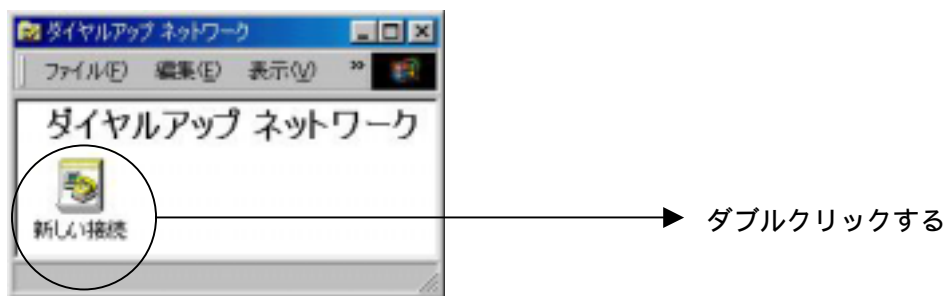 ダイヤルアップ ネットワーク
ファイル(F) 編集(E) 表示(V) »
ダイヤルアップ ネットワーク
新しい接続
ダブルクリックする